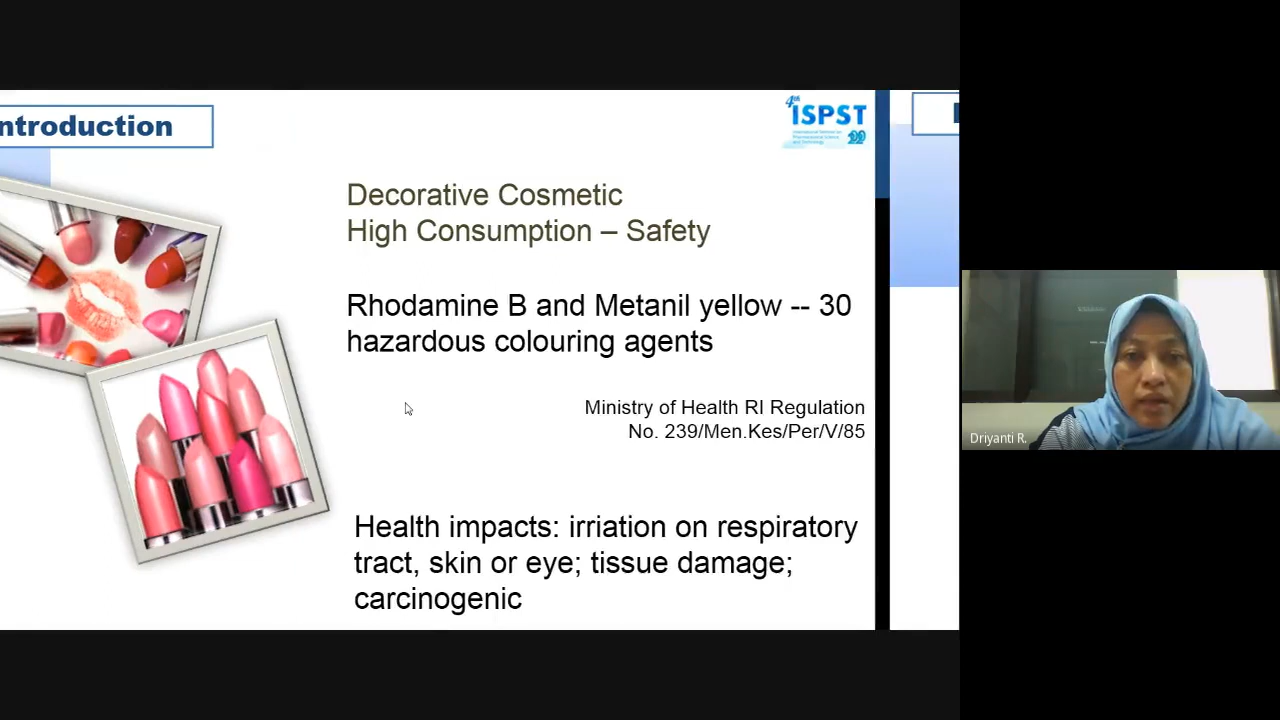 ntroduction
4th
ISPST
Decorative Cosmetic
High Consumption – Safety
Rhodamine B and Metanil yellow -- 30
hazardous colouring agents
Ministry of Health RI Regulation
No. 239/Men.Kes/Per/V/85
Health impacts: irriation on respiratory
tract, skin or eye; tissue damage;
carcinogenic
Driyanti R.